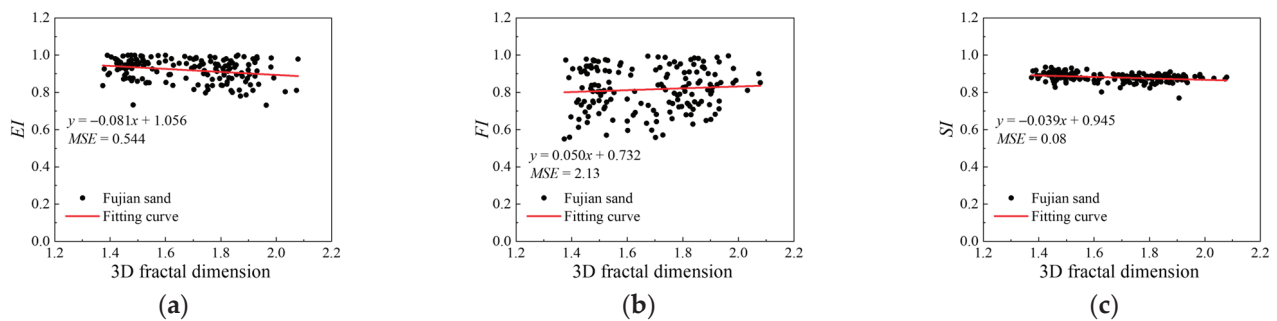 1.2
1.0
0.8
0.6
0.4
0.2
0.0
EI
y = −0.081x + 1.056
MSE = 0.544
Fujian sand
Fitting curve
1.2 1.4 1.6 1.8 2.0 2.2
3D fractal dimension
(a)
1.2
1.0
0.8
0.6
0.4
0.2
0.0
FI
y = 0.050x + 0.732
MSE = 2.13
Fujian sand
Fitting curve
1.2 1.4 1.6 1.8 2.0 2.2
3D fractal dimension
(b)
1.2
1.0
0.8
0.6
0.4
0.2
0.0
SI
y = −0.039x + 0.945
MSE = 0.08
Fujian sand
Fitting curve
1.2 1.4 1.6 1.8 2.0 2.2
3D fractal dimension
(c)